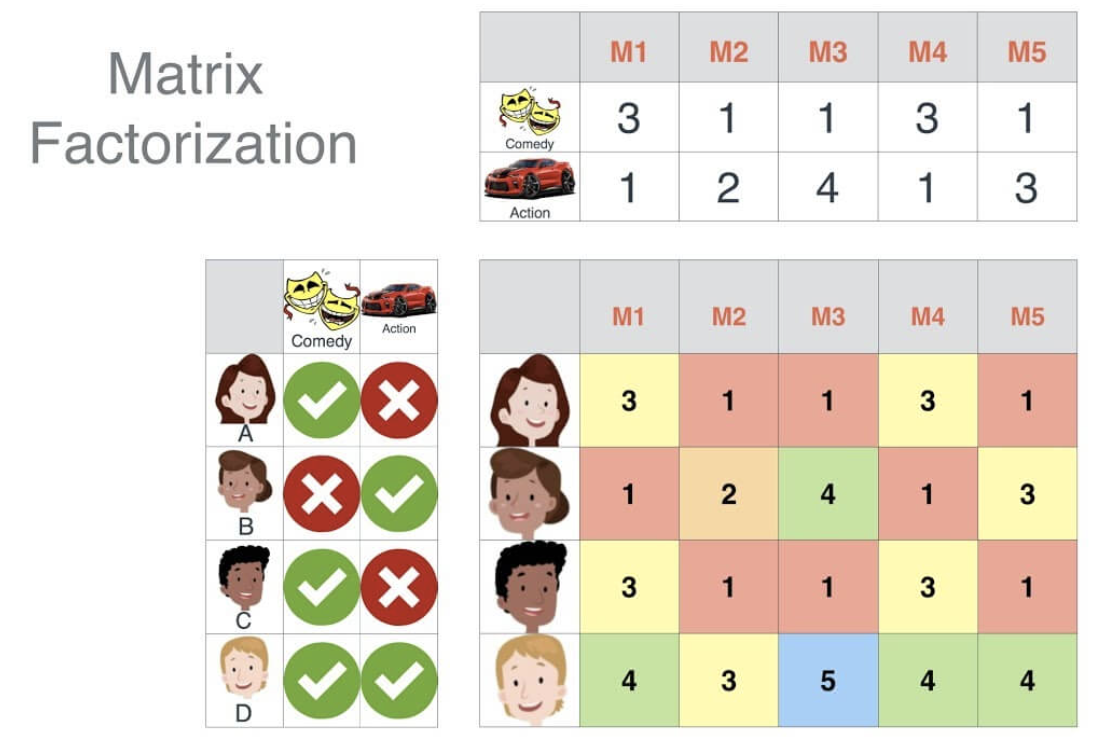 Matrix
Factorization
M1 M2 M3 M4 M5
Comedy 3 1 1 3 1
Action 1 2 4 1 3
Comedy Action
M1 M2 M3 M4 M5
A 3 1 1 3 1
B 1 2 4 1 3
C 3 1 1 3 1
D 4 3 5 4 4